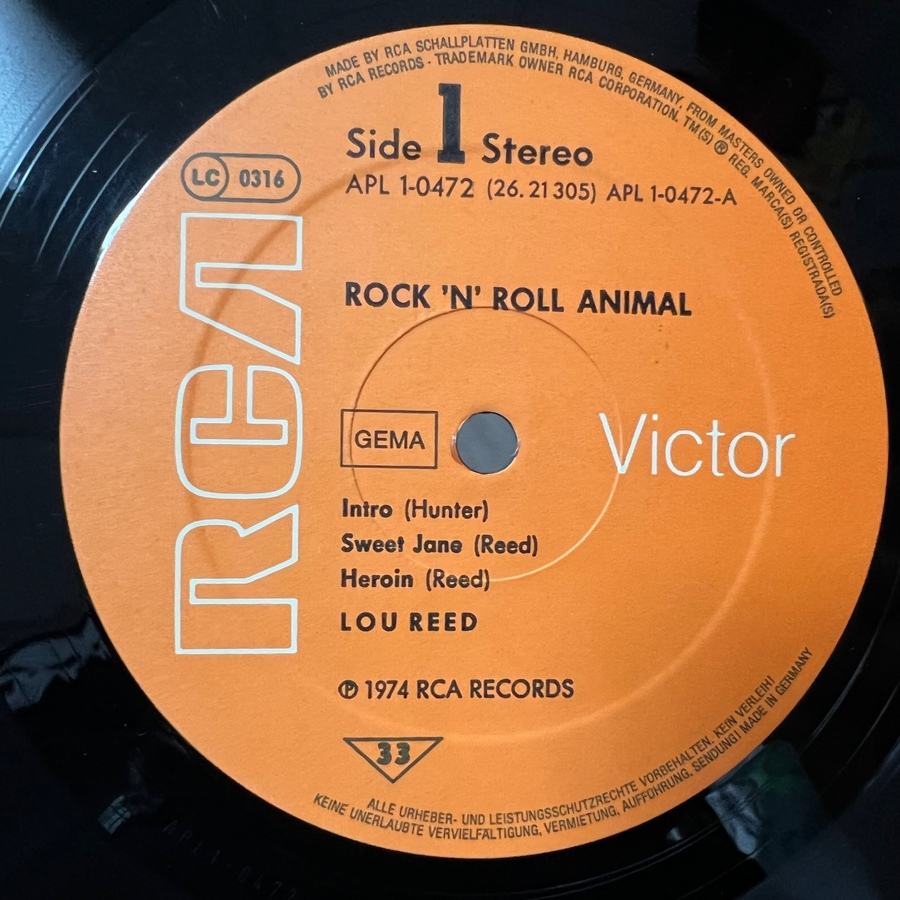 MADE BY RCA SCHALLPLATTEN GMBH, HAMBURG, GERMANY, FROM MASTERS OWNED OR CONTROLLED
BY RCA RECORDS - TRADEMARK OWNER RCA CORPORATION. TM(S) ® REG. MARCA(S) REGISTRADA(S)
Side 1 Stereo
LC 0316
APL 1-0472 (26.21305) APL 1-0472-A
RCA
ROCK 'N' ROLL ANIMAL
GEMA
Victor
Intro (Hunter)
Sweet Jane (Reed)
Heroin (Reed)
LOU REED
℗ 1974 RCA RECORDS
33
ALLE URHEBER- UND LEISTUNGSSCHUTZRECHTE VORBEHALTEN. KEIN VERLEIH!
KEINE UNERLAUBTE VERVIELFÄLTIGUNG, VERMIETUNG, AUFFÜHRUNG, SENDUNG! MADE IN GERMANY